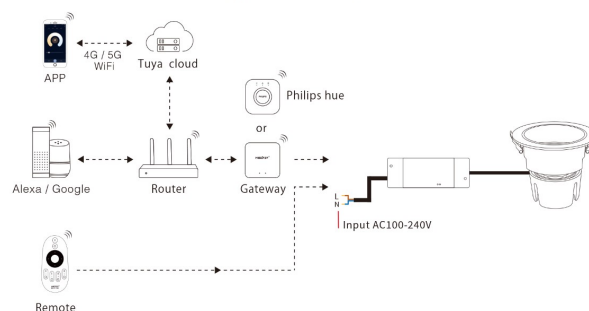 4G / 5G
WiFi
APP
Tuya cloud
Philips hue
or
Alexa / Google
Router
Gateway
L
N
Input AC100-240V
Remote